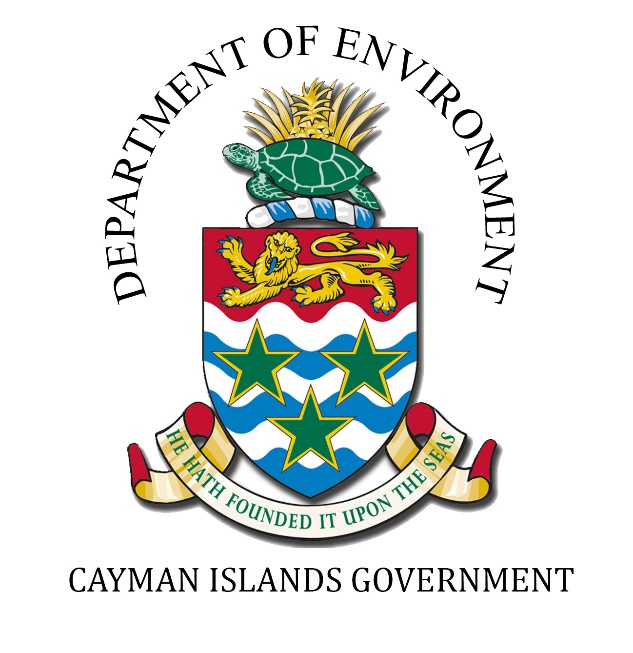 DEPARTMENT OF ENVIRONMENT
HE HATH FOUNDED IT UPON THE SEAS
CAYMAN ISLANDS GOVERNMENT